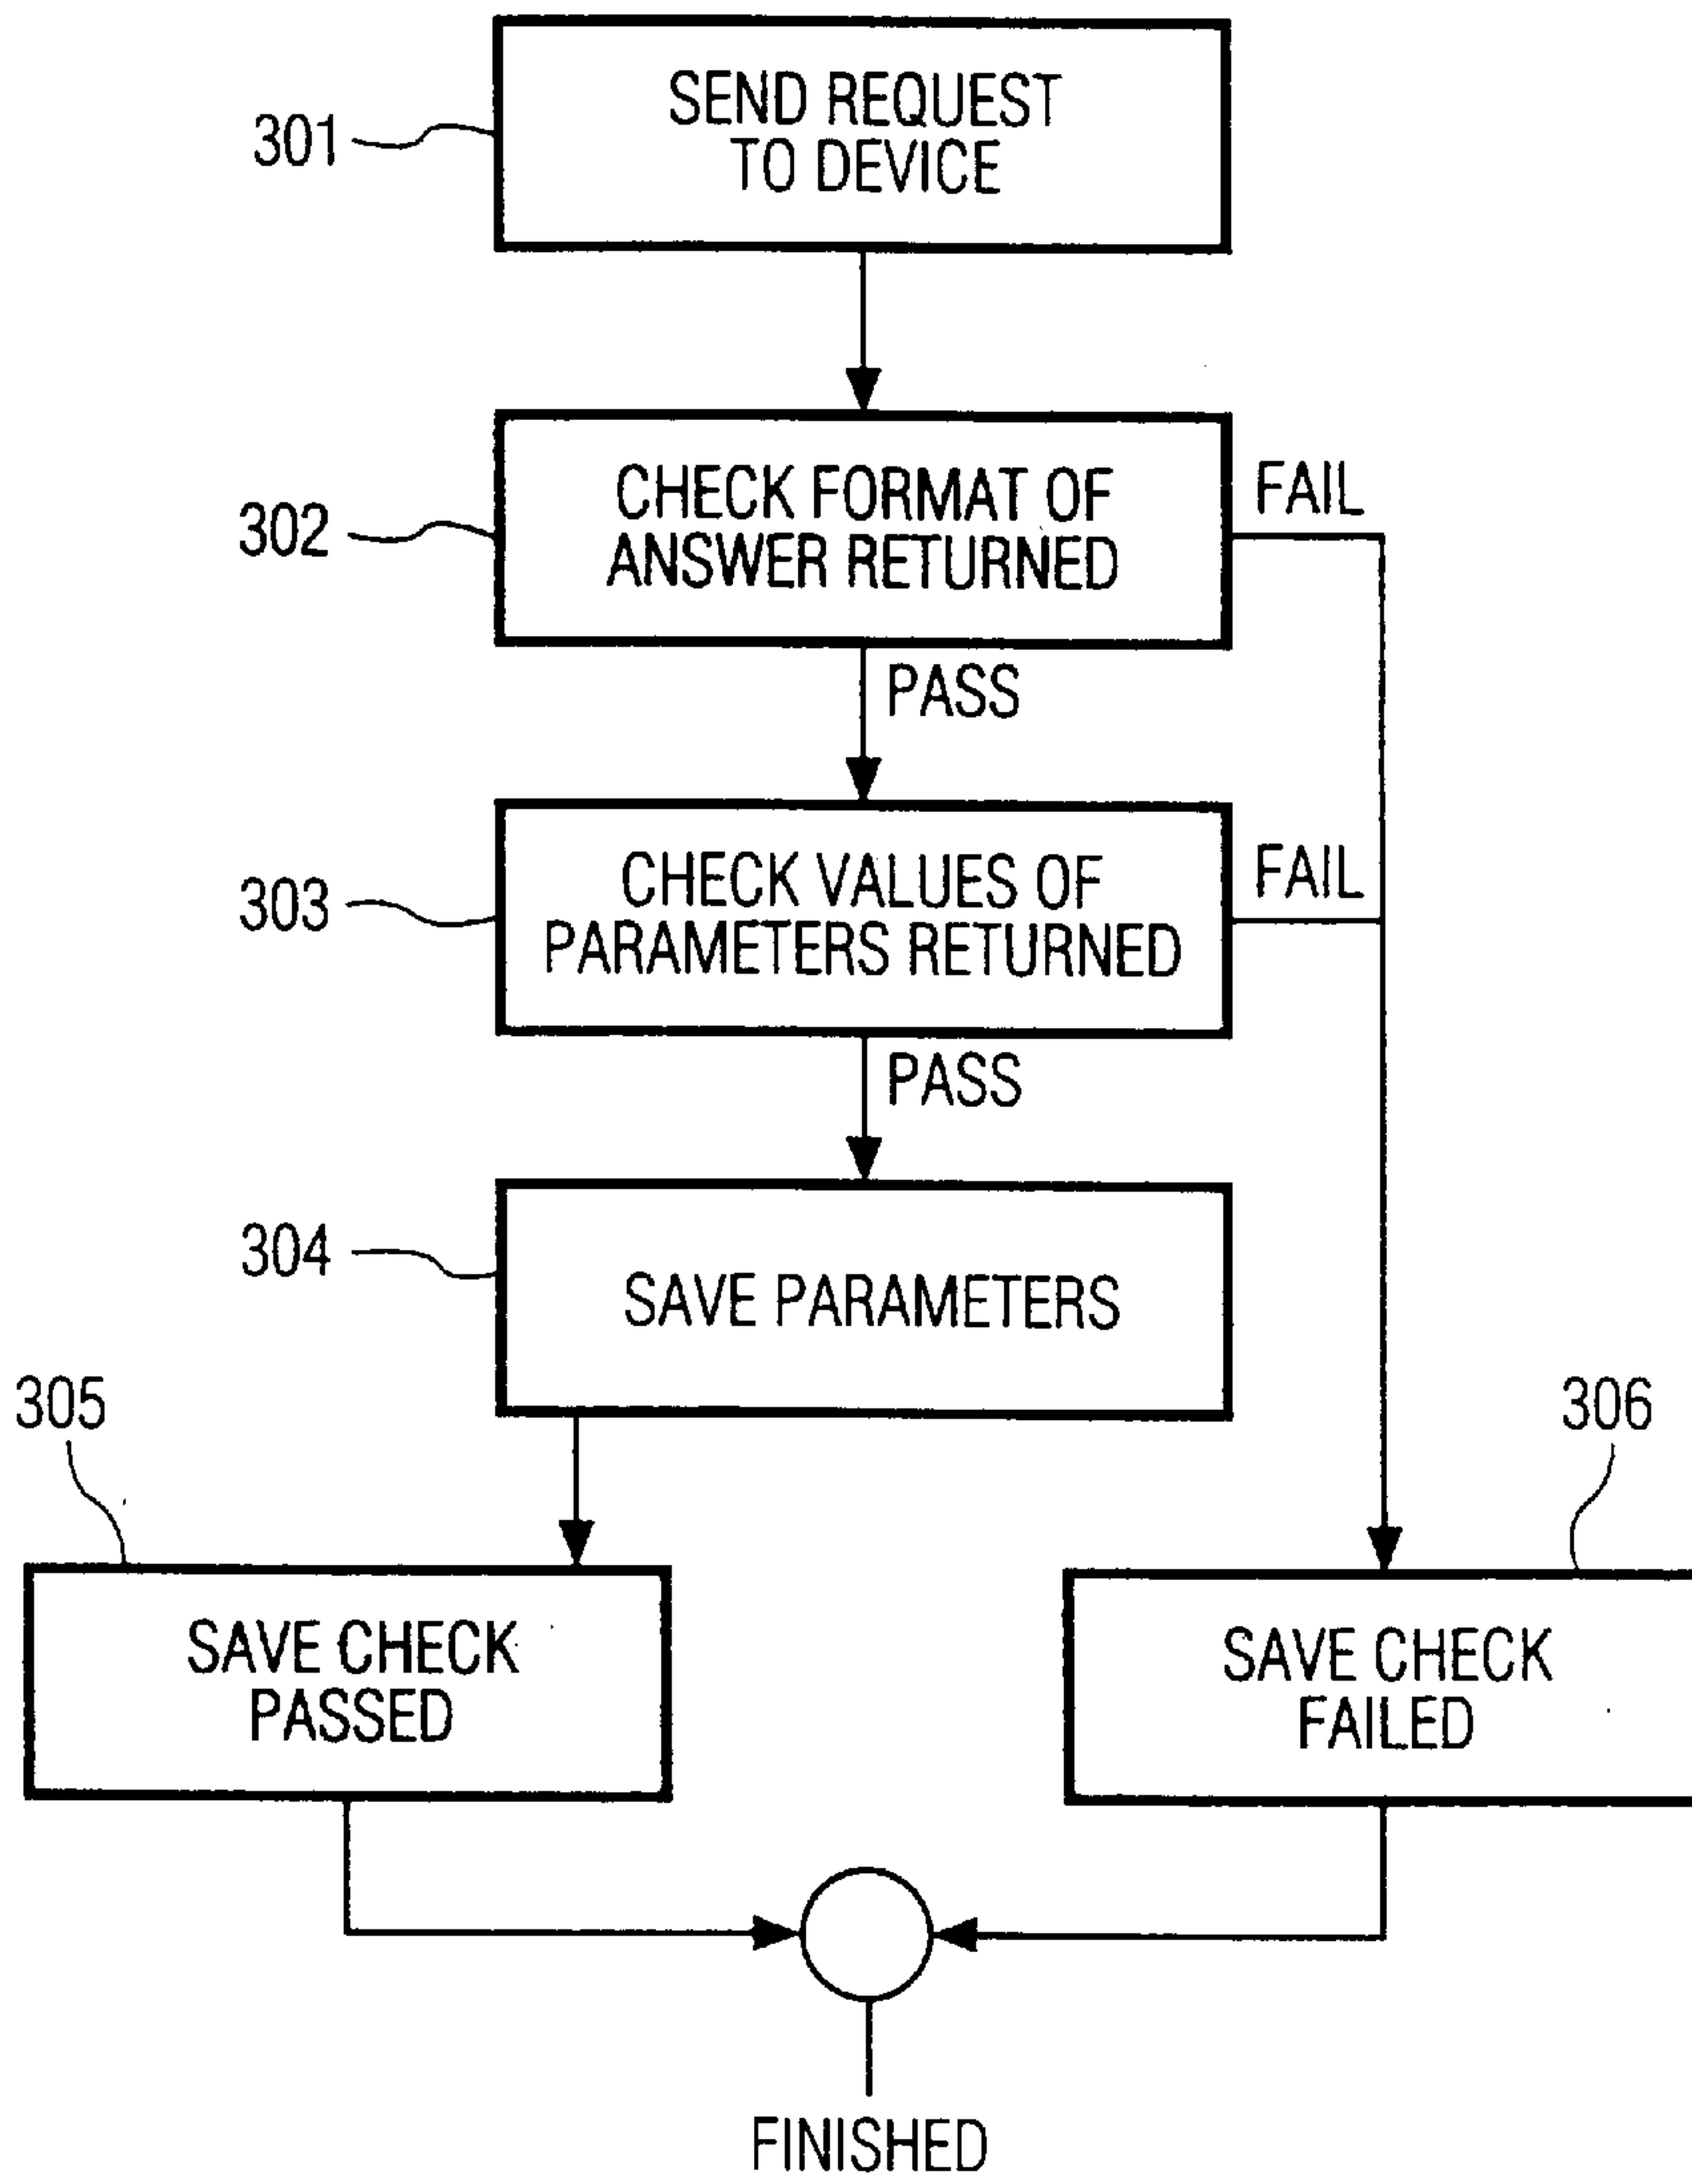 301
SEND REQUEST
TO DEVICE
302
CHECK FORMAT OF
ANSWER RETURNED
FAIL
PASS
303
CHECK VALUES OF
PARAMETERS RETURNED
FAIL
PASS
304
SAVE PARAMETERS
305
306
SAVE CHECK
PASSED
SAVE CHECK
FAILED
FINISHED